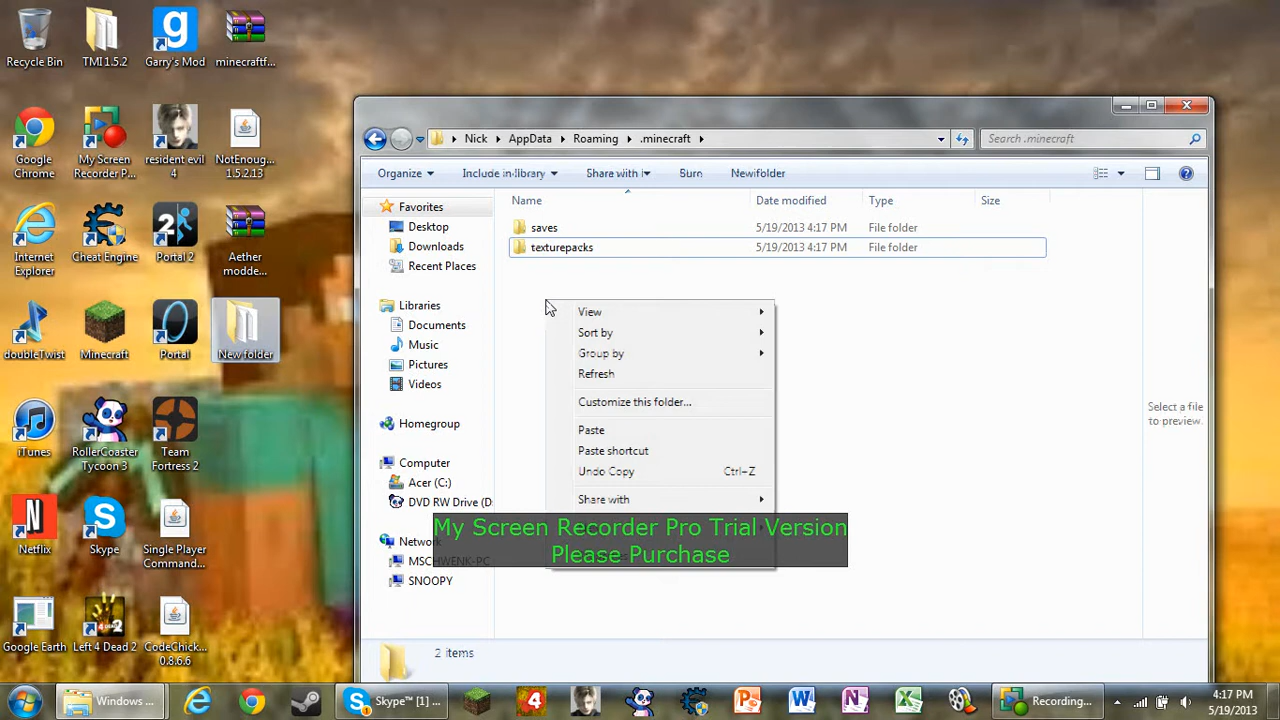 Recycle Bin
TMI 1.5.2
Garry's Mod
minecraftf...
Google Chrome
My Screen Recorder P...
resident evil 4
NotEnoug... 1.5.2.13
Internet Explorer
Cheat Engine
Portal 2
Aether modde...
doubleTwist
Minecraft
Portal
New folder
iTunes
RollerCoaster Tycoon 3
Team Fortress 2
Netflix
Skype
Single Player Command...
Google Earth
Left 4 Dead 2
CodeChick... 0.8.6.6
Nick AppData Roaming .minecraft
Search .minecraft
Organize Include in library Share with Burn New folder
Name Date modified Type Size
saves 5/19/2013 4:17 PM File folder
texturepacks 5/19/2013 4:17 PM File folder
Favorites
Desktop
Downloads
Recent Places
Libraries
Documents
Music
Pictures
Videos
Homegroup
Computer
Acer (C:)
DVD RW Drive (D
Network
MSCHWENK-PC
SNOOPY
View
Sort by
Group by
Refresh
Customize this folder...
Paste
Paste shortcut
Undo Copy Ctrl+Z
Share with
My Screen Recorder Pro Trial Version
Please Purchase
Select a file
to preview.
2 items
Windows ...
Skype™ [1] ...
Recording...
4:17 PM
5/19/2013